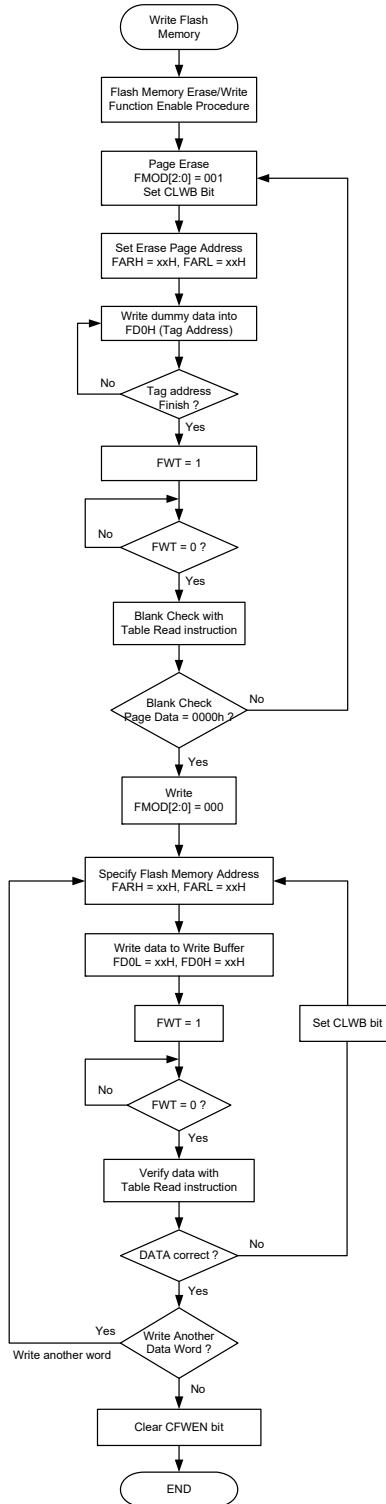 Write Flash
Memory
Flash Memory Erase/Write
Function Enable Procedure
Page Erase
FMOD[2:0] = 001
Set CLWB Bit
Set Erase Page Address
FARH = xxH, FARL = xxH
Write dummy data into
FD0H (Tag Address)
No
Tag address
Finish ?
Yes
FWT = 1
No
FWT = 0 ?
Yes
Blank Check with
Table Read instruction
No
Blank Check
Page Data = 0000h ?
Yes
Write
FMOD[2:0] = 000
Specify Flash Memory Address
FARH = xxH, FARL = xxH
Write data to Write Buffer
FD0L = xxH, FD0H = xxH
FWT = 1
Set CLWB bit
No
FWT = 0 ?
Yes
Verify data with
Table Read instruction
DATA correct ?
No
Yes
Yes
Write Another
Data Word ?
Write another word
No
Clear CFWEN bit
END